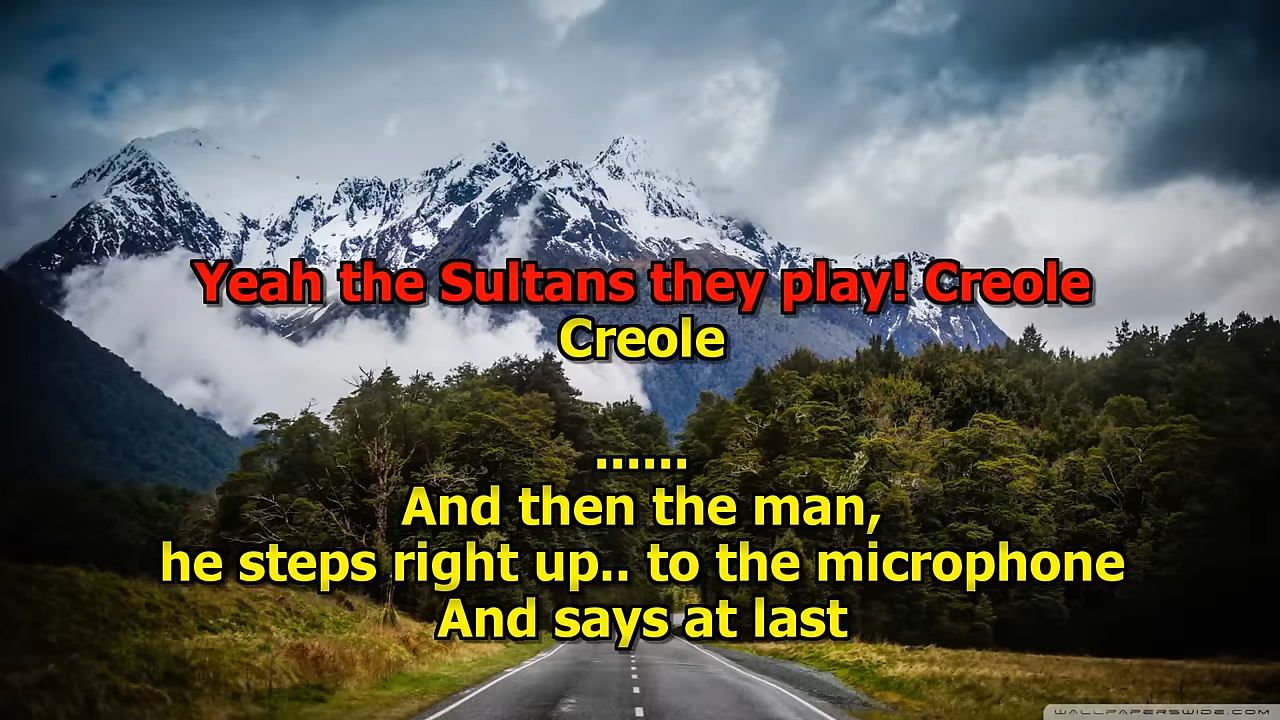 Yeah the Sultans they play! Creole
Creole
......
And then the man,
he steps right up.. to the microphone
And says at last
WALLPAPERSWIDE.COM